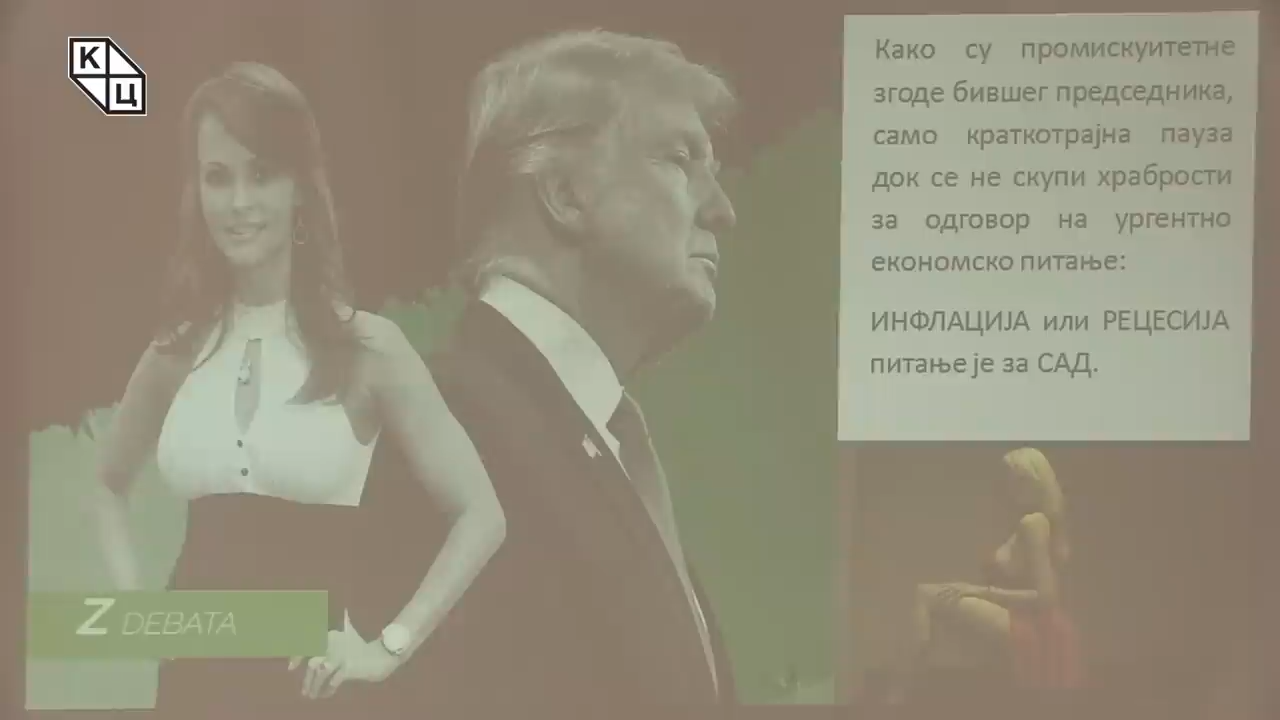 К
Ц
Како су промискуитетне
згоде бившег председника,
само краткотрајна пауза
док се не скупи храбрости
за одговор на ургентно
економско питање:
ИНФЛАЦИЈА или РЕЦЕСИЈА
питање је за САД.
Z DEBATA